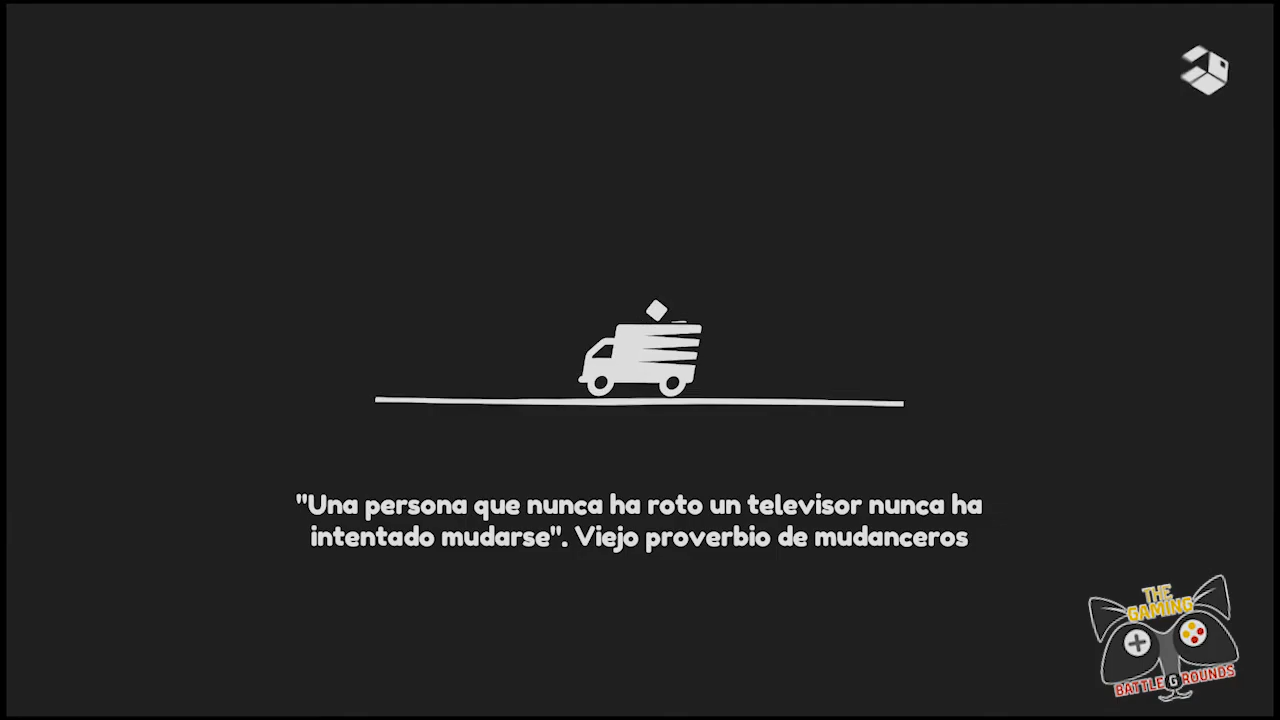 "Una persona que nunca ha roto un televisor nunca ha
intentado mudarse". Viejo proverbio de mudanceros
THE
GAMING
BATTLE G ROUNDS